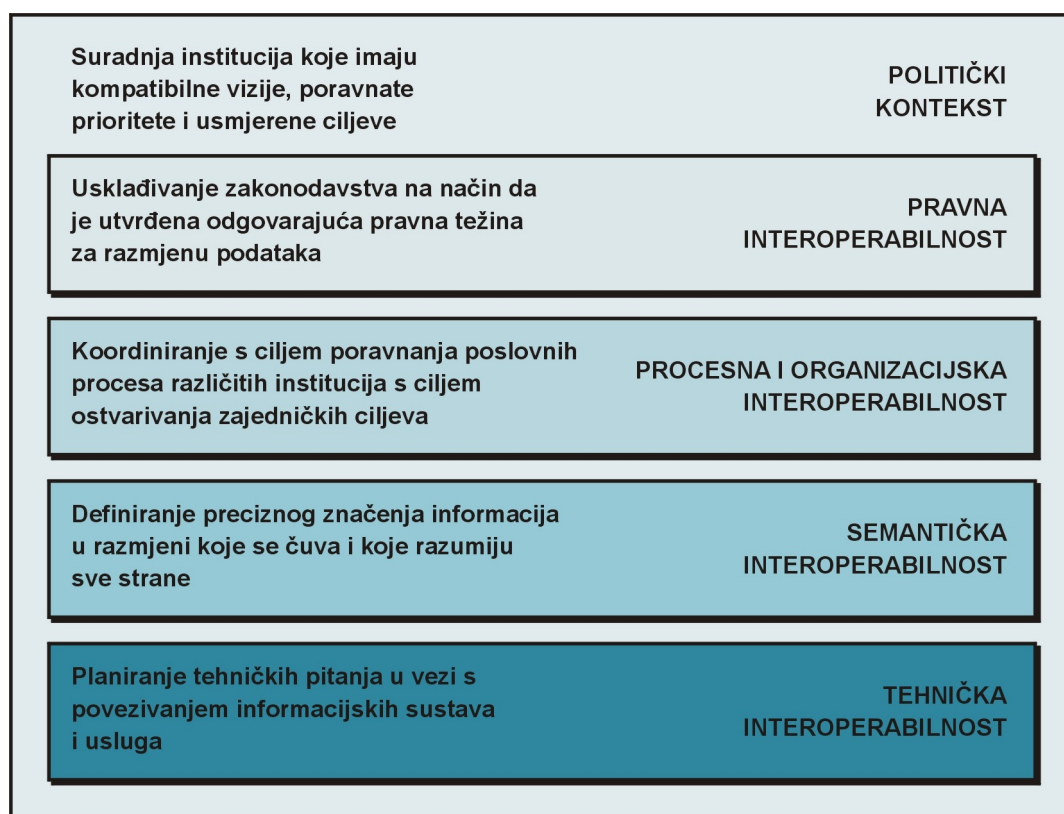 Suradnja institucija koje imaju
kompatibilne vizije, poravnate
prioritete i usmjerene ciljeve
POLITIČKI
KONTEKST
Usklađivanje zakonodavstva na način da
je utvrđena odgovarajuća pravna težina
za razmjenu podataka
PRAVNA
INTEROPERABILNOST
Koordiniranje s ciljem poravnanja poslovnih
procesa različitih institucija s ciljem
ostvarivanja zajedničkih ciljeva
PROCESNA I ORGANIZACIJSKA
INTEROPERABILNOST
Definiranje preciznog značenja informacija
u razmjeni koje se čuva i koje razumiju
sve strane
SEMANTIČKA
INTEROPERABILNOST
Planiranje tehničkih pitanja u vezi s
povezivanjem informacijskih sustava
i usluga
TEHNIČKA
INTEROPERABILNOST